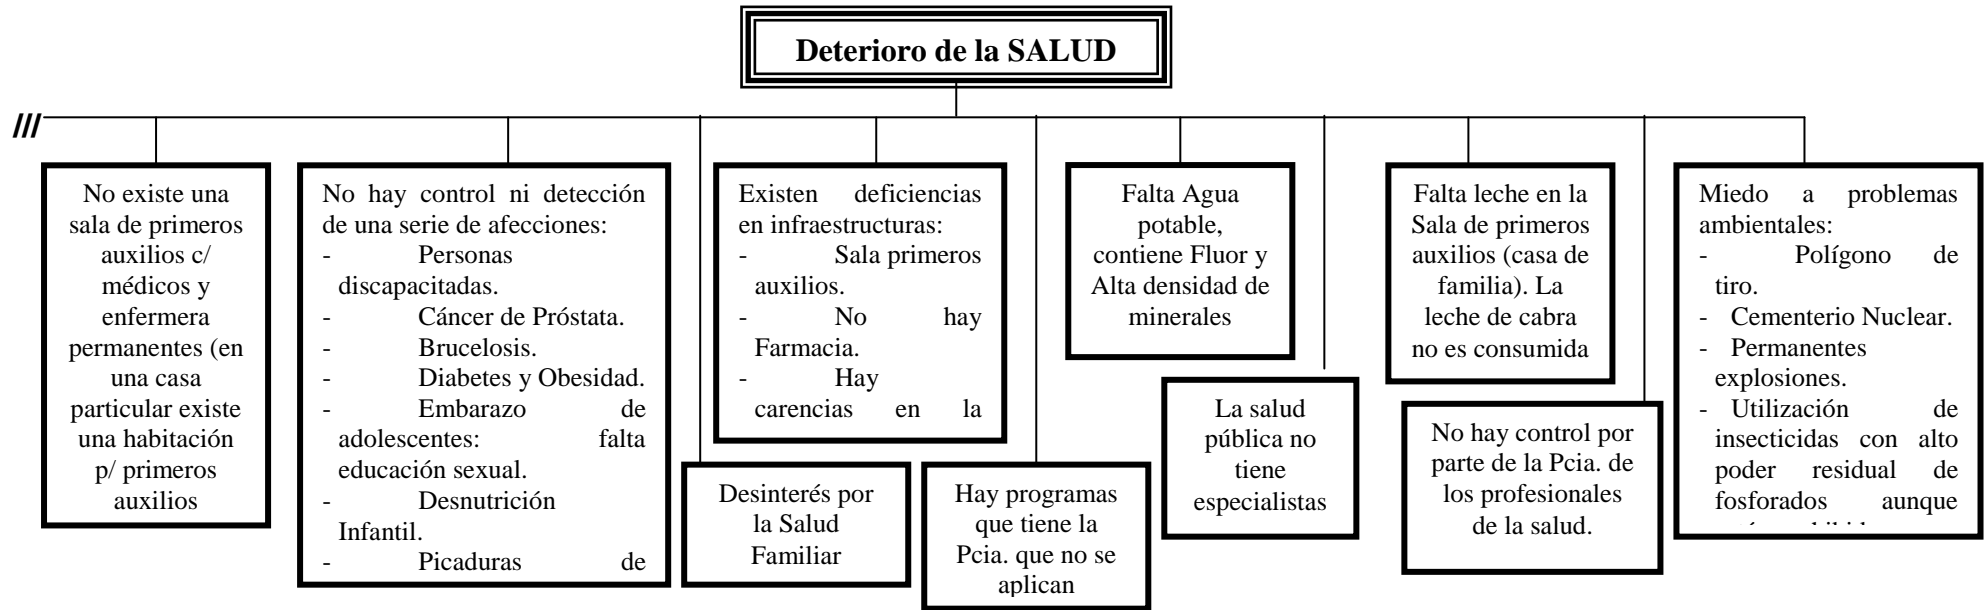 Deterioro de la SALUD
///
No existe una
sala de primeros
auxilios c/
médicos y
enfermera
permanentes (en
una casa
particular existe
una habitación
p/ primeros
auxilios
No hay control ni detección
de una serie de afecciones:
- Personas
discapacitadas.
- Cáncer de Próstata.
- Brucelosis.
- Diabetes y Obesidad.
- Embarazo de
adolescentes: falta
educación sexual.
- Desnutrición
Infantil.
- Picaduras de
Desinterés por
la Salud
Familiar
Existen deficiencias
en infraestructuras:
- Sala primeros
auxilios.
- No hay
Farmacia.
- Hay
carencias en la
Hay programas
que tiene la
Pcia. que no se
aplican
Falta Agua
potable,
contiene Fluor y
Alta densidad de
minerales
La salud
pública no
tiene
especialistas
Falta leche en la
Sala de primeros
auxilios (casa de
familia). La
leche de cabra
no es consumida
No hay control por
parte de la Pcia. de
los profesionales
de la salud.
Miedo a problemas
ambientales:
- Polígono de
tiro.
- Cementerio Nuclear.
- Permanentes
explosiones.
- Utilización de
insecticidas con alto
poder residual de
fosforados aunque